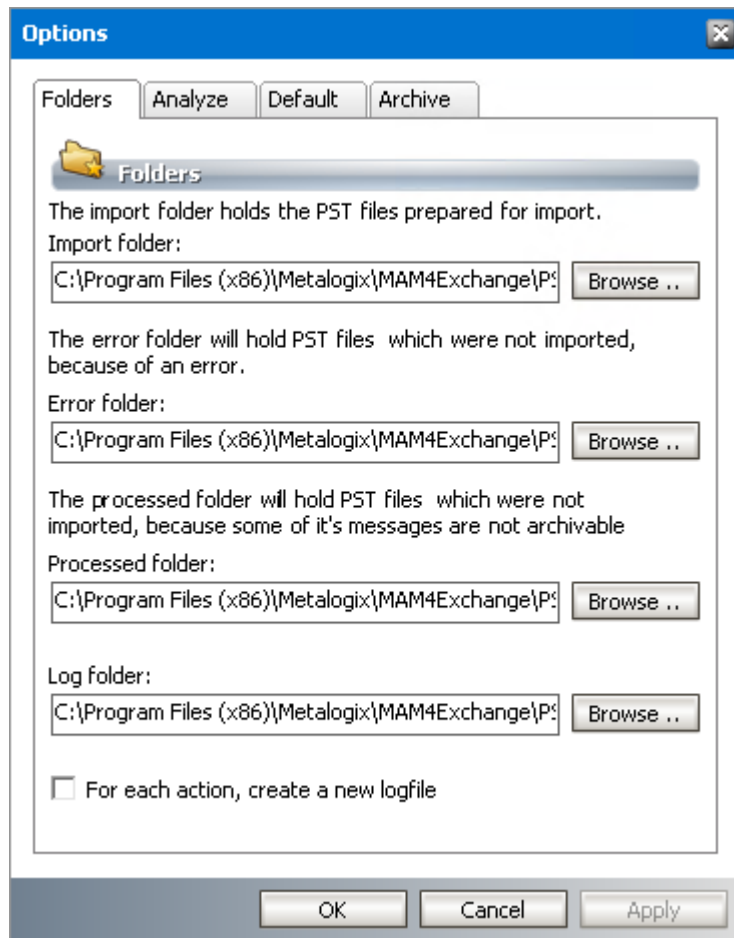 Options
Folders Analyze Default Archive
Folders
The import folder holds the PST files prepared for import.
Import folder:
C:\Program Files (x86)\Metalogix\MAM4Exchange\PS Browse ..
The error folder will hold PST files which were not imported,
because of an error.
Error folder:
C:\Program Files (x86)\Metalogix\MAM4Exchange\PS Browse ..
The processed folder will hold PST files which were not
imported, because some of it's messages are not archivable
Processed folder:
C:\Program Files (x86)\Metalogix\MAM4Exchange\PS Browse ..
Log folder:
C:\Program Files (x86)\Metalogix\MAM4Exchange\PS Browse ..
For each action, create a new logfile
OK Cancel Apply